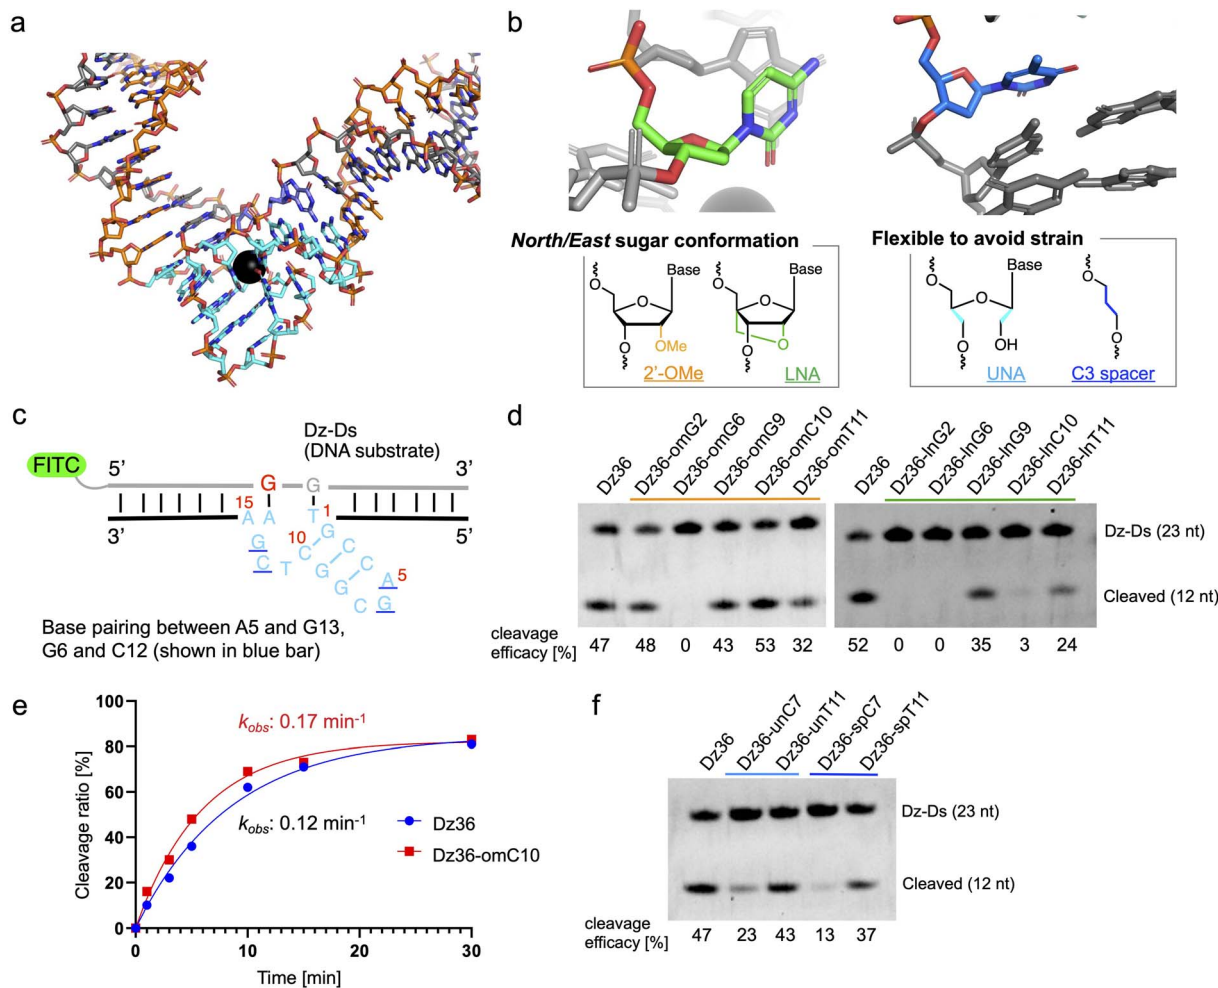 a
b
North/East sugar conformation
Base
O
O
O
OMe
O
2'-OMe
Base
O
O
O
O
LNA
Flexible to avoid strain
Base
O
O
O
OH
UNA
O
O
C3 spacer
c
Dz-Ds
(DNA substrate)
FITC
5’
G
G
3’
15
1
A
A
T
3’
G
5’
G
10
C
C
C
T
C
G
A
5
G
C
G
Base pairing between A5 and G13,
G6 and C12 (shown in blue bar)
d
Dz36
Dz36-omG2
Dz36-omG6
Dz36-omG9
Dz36-omC10
Dz36-omT11
Dz36
Dz36-lnG2
Dz36-lnG6
Dz36-lnG9
Dz36-lnC10
Dz36-lnT11
Dz-Ds (23 nt)
Cleaved (12 nt)
cleavage
efficacy [%] 47 48 0 43 53 32 52 0 0 35 3 24
e
Cleavage ratio [%]
100
80
60
40
20
0
0 10 20 30
Time [min]
kobs: 0.17 min-1
kobs: 0.12 min-1
Dz36
Dz36-omC10
f
Dz36
Dz36-unC7
Dz36-unT11
Dz36-spC7
Dz36-spT11
Dz-Ds (23 nt)
Cleaved (12 nt)
cleavage
efficacy [%] 47 23 43 13 37